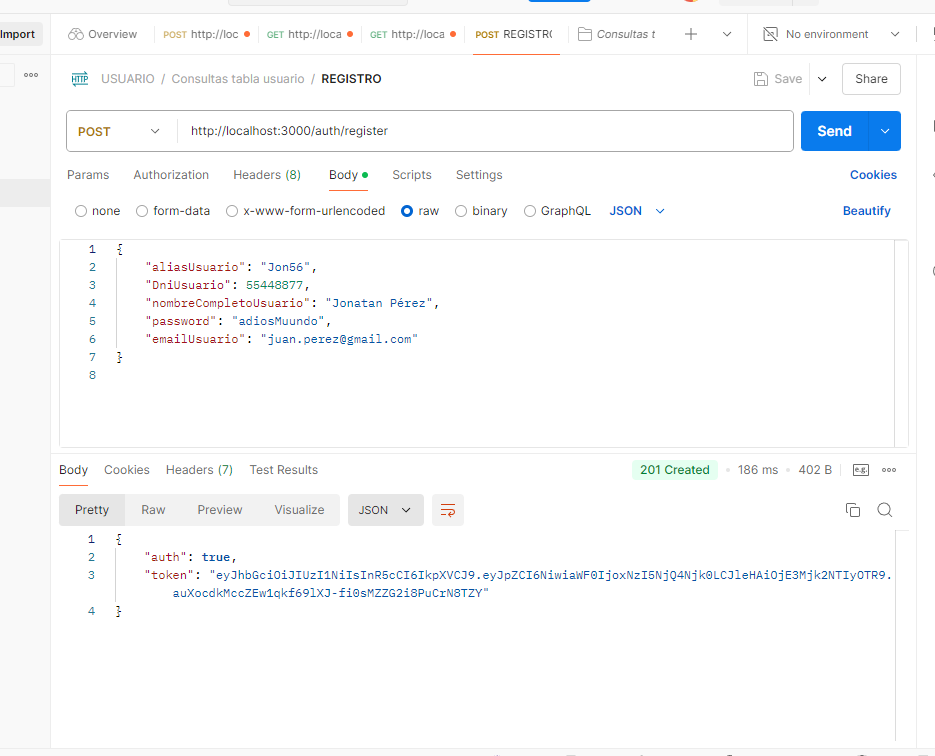 Import
Overview
POST http://loc
GET http://loca
GET http://loca
POST REGISTR
Consultas t
No environment
HTTP
USUARIO / Consultas tabla usuario / REGISTRO
Save
Share
POST
http://localhost:3000/auth/register
Send
Params Authorization Headers (8) Body Scripts Settings Cookies
none form-data x-www-form-urlencoded raw binary GraphQL JSON Beautify
1 {
2 "aliasUsuario": "Jon56",
3 "DniUsuario": 55448877,
4 "nombreCompletoUsuario": "Jonatan Pérez",
5 "password": "adiosMuundo",
6 "emailUsuario": "juan.perez@gmail.com"
7 }
8
Body Cookies Headers (7) Test Results 201 Created 186 ms 402 B e.g.
Pretty Raw Preview Visualize JSON
1 {
2 "auth": true,
3 "token": "eyJhbGciOiJIUzI1NiIsInR5cCI6IkpXVCJ9.eyJpZCI6NiwiaWF0IjoxNzI5NjQ4Njk0LCJleHAiOjE3Mjk2NTIyOTR9.
auXocdkMccZEw1qkf69lXJ-fi0sMZZG2i8PuCrN8TZY"
4 }